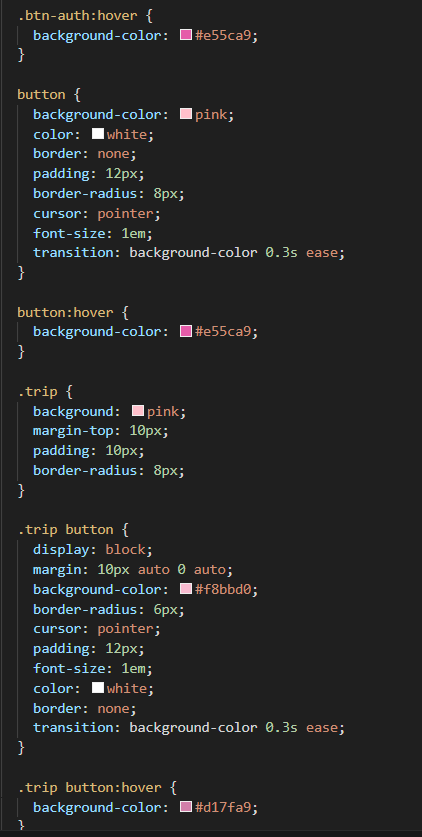 .btn-auth:hover {
  background-color: #e55ca9;
}

button {
  background-color: pink;
  color: white;
  border: none;
  padding: 12px;
  border-radius: 8px;
  cursor: pointer;
  font-size: 1em;
  transition: background-color 0.3s ease;
}

button:hover {
  background-color: #e55ca9;
}

.trip {
  background: pink;
  margin-top: 10px;
  padding: 10px;
  border-radius: 8px;
}

.trip button {
  display: block;
  margin: 10px auto 0 auto;
  background-color: #f8bbd0;
  border-radius: 6px;
  cursor: pointer;
  padding: 12px;
  font-size: 1em;
  color: white;
  border: none;
  transition: background-color 0.3s ease;
}

.trip button:hover {
  background-color: #d17fa9;
}